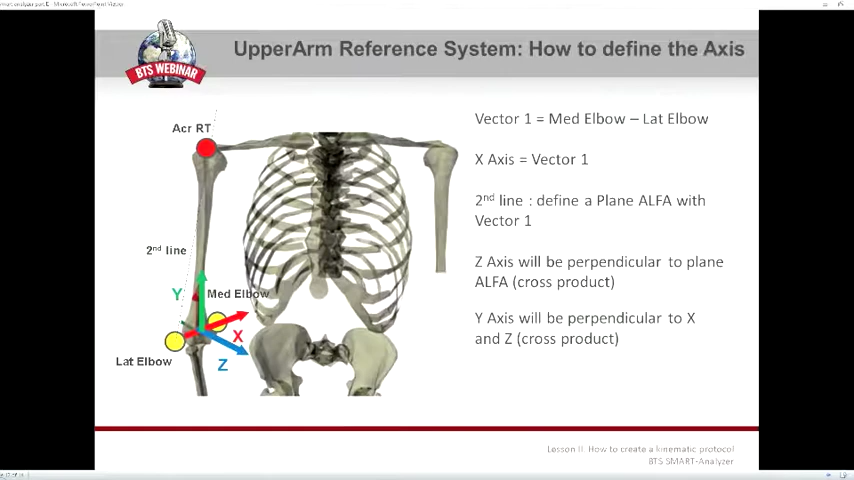 UpperArm Reference System: How to define the Axis
BTS WEBINAR
Acr RT
Vector 1 = Med Elbow – Lat Elbow
X Axis = Vector 1
2nd line : define a Plane ALFA with
Vector 1
2nd line
Z Axis will be perpendicular to plane
ALFA (cross product)
Y
Med Elbow
Y Axis will be perpendicular to X
and Z (cross product)
X
Lat Elbow
Z
Lesson II. How to create a kinematic protocol
BTS SMART-Analyzer